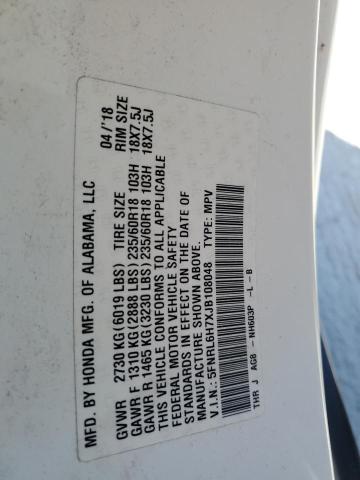 MFD. BY HONDA MFG. OF ALABAMA, LLC 04/'18
GVWR 2730 KG(6019 LBS) TIRE SIZE RIM SIZE
GAWR F 1310 KG(2888 LBS)235/60R18 103H 18X7.5J
GAWR R 1465 KG(3230 LBS)235/60R18 103H 18X7.5J
THIS VEHICLE CONFORMS TO ALL APPLICABLE
FEDERAL MOTOR VEHICLE SAFETY
STANDARDS IN EFFECT ON THE DATE OF
MANUFACTURE SHOWN ABOVE.
V.I.N.: 5FNRL6H7XJB108048 TYPE: MPV
THR J AG8 - NH603P -L - B